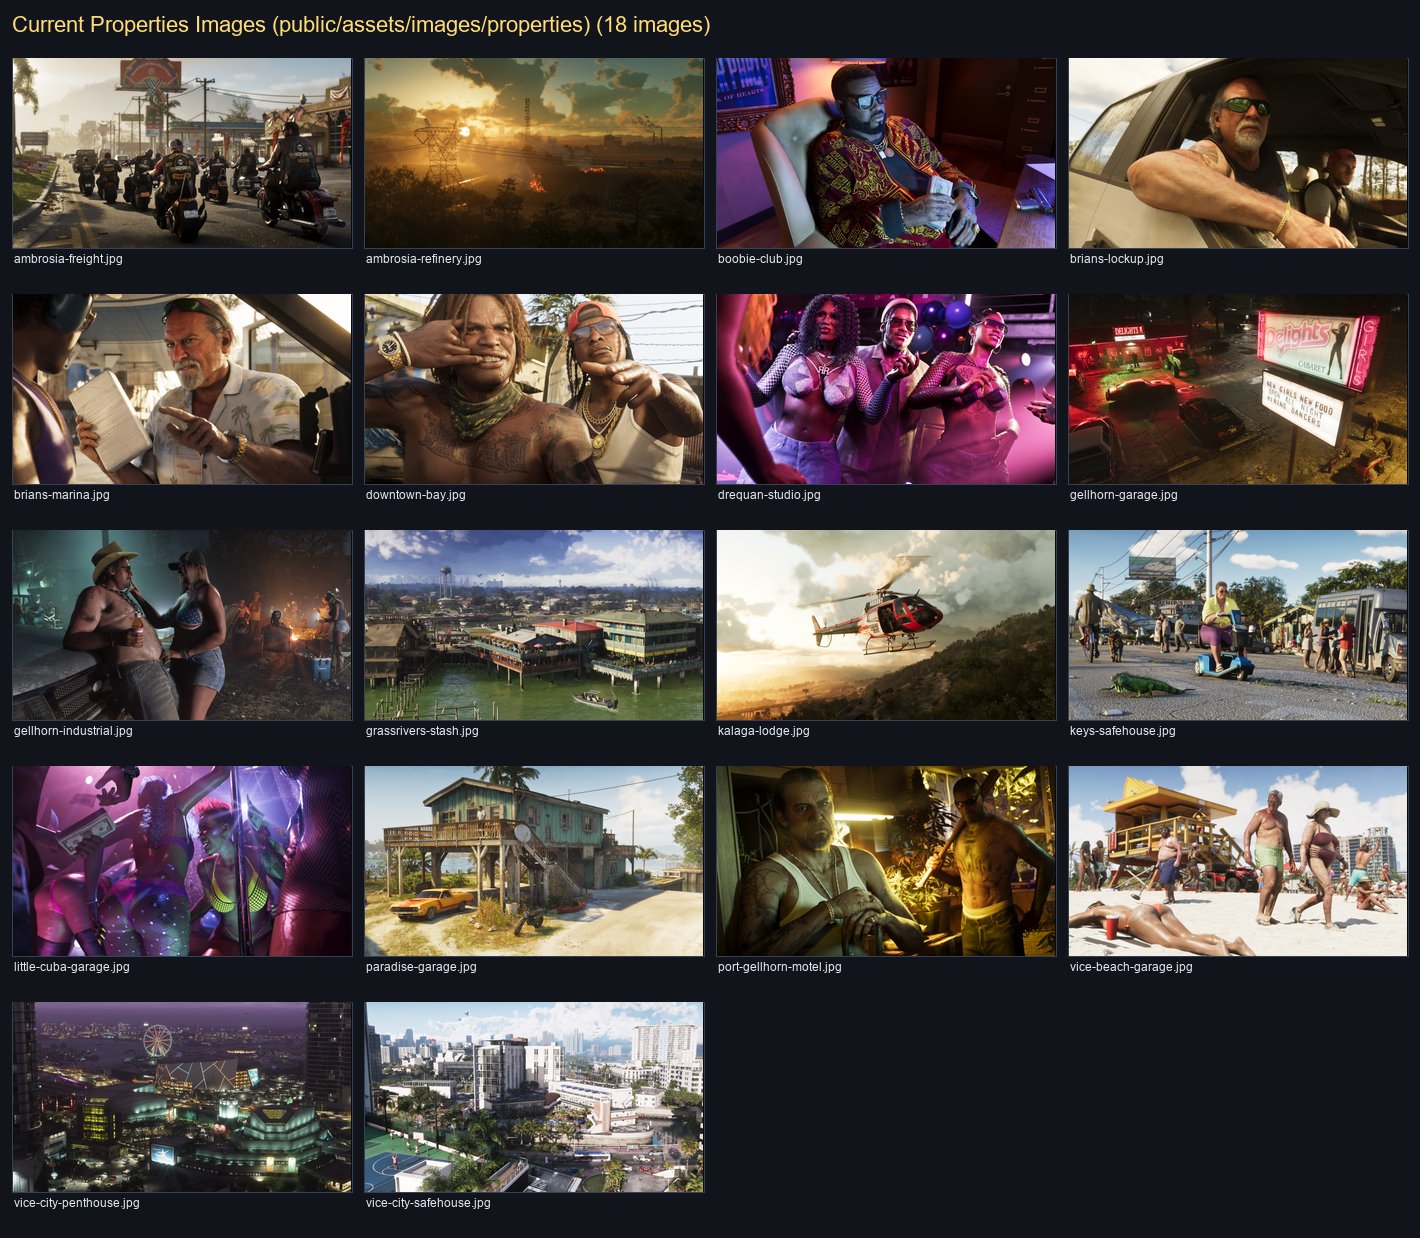 Current Properties Images (public/assets/images/properties) (18 images)
ambrosia-freight.jpg
ambrosia-refinery.jpg
boobie-club.jpg
brians-lockup.jpg
DELIGHTS
Delights
GIRLS
CABARET
NEW GIRLS NEW FOOD
OPEN ALL NIGHT
HIRING DANCERS
brians-marina.jpg
downtown-bay.jpg
drequan-studio.jpg
gellhorn-garage.jpg
gellhorn-industrial.jpg
grassrivers-stash.jpg
kalaga-lodge.jpg
keys-safehouse.jpg
little-cuba-garage.jpg
paradise-garage.jpg
port-gellhorn-motel.jpg
vice-beach-garage.jpg
vice-city-penthouse.jpg
vice-city-safehouse.jpg